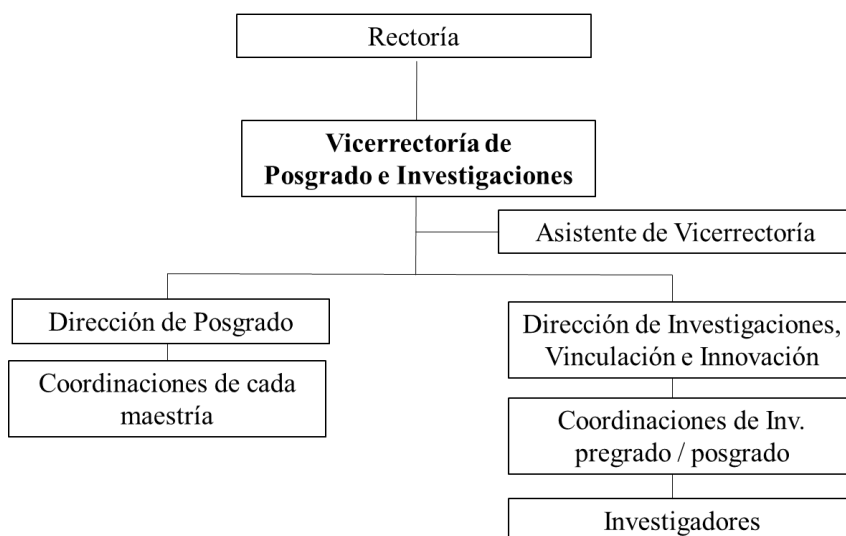 Rectoría
Vicerrectoría de
Posgrado e Investigaciones
Asistente de Vicerrectoría
Dirección de Posgrado
Dirección de Investigaciones,
Vinculación e Innovación
Coordinaciones de cada
maestría
Coordinaciones de Inv.
pregrado / posgrado
Investigadores